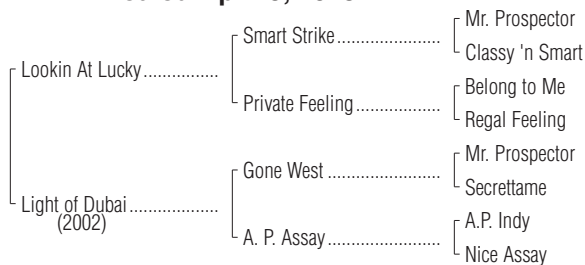 Mr. Prospector
Smart Strike
Classy 'n Smart
Lookin At Lucky
Belong to Me
Private Feeling
Regal Feeling
Mr. Prospector
Gone West
Secrettame
Light of Dubai
(2002)
A.P. Indy
A. P. Assay
Nice Assay